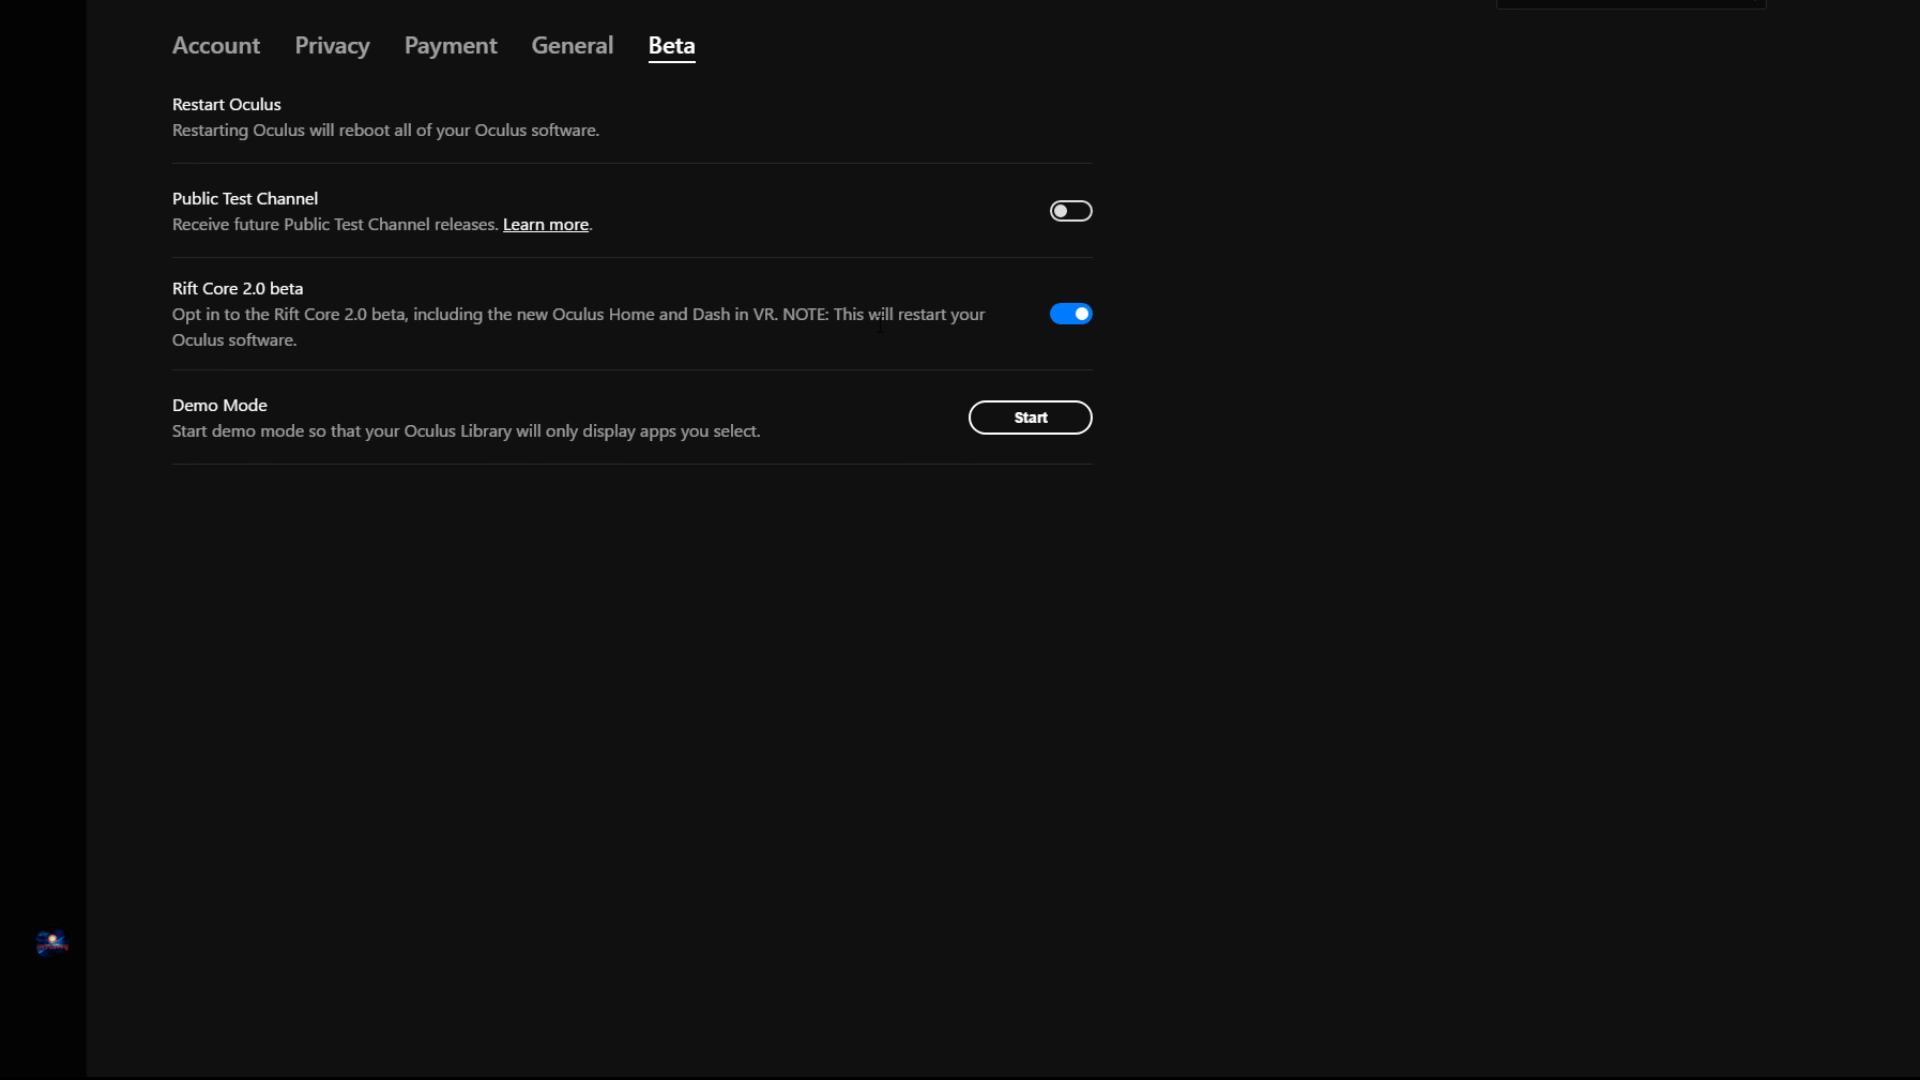 Account Privacy Payment General Beta
Restart Oculus
Restarting Oculus will reboot all of your Oculus software.
Public Test Channel
Receive future Public Test Channel releases. Learn more.
Rift Core 2.0 beta
Opt in to the Rift Core 2.0 beta, including the new Oculus Home and Dash in VR. NOTE: This will restart your
Oculus software.
Demo Mode
Start demo mode so that your Oculus Library will only display apps you select.
Start